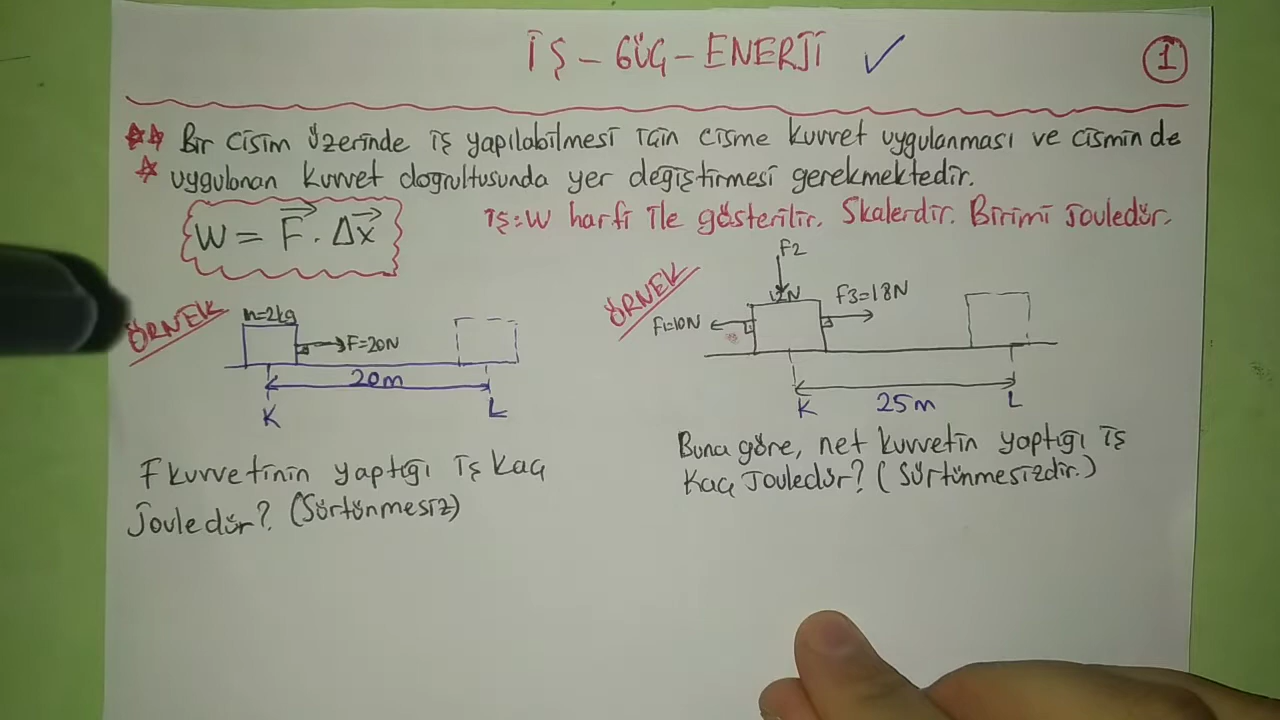 İŞ - GÜÇ - ENERJİ ✓
1
Bir cisim üzerinde iş yapılabilmesi için cisme kuvvet uygulanması ve cismin de
uygulanan kuvvet doğrultusunda yer değiştirmesi gerekmektedir.
W = F . Δx
İŞ: W harfi ile gösterilir. Skalerdir. Birimi Jouledür.
ÖRNEK
m=2kg
F=20N
20m
K
L
F kuvvetinin yaptığı iş kaç
Jouledür? (Sürtünmesiz)
ÖRNEK
F2
F1=10N
F3=18N
K
25m
L
Buna göre, net kuvvetin yaptığı iş
kaç Jouledür? (Sürtünmesizdir.)